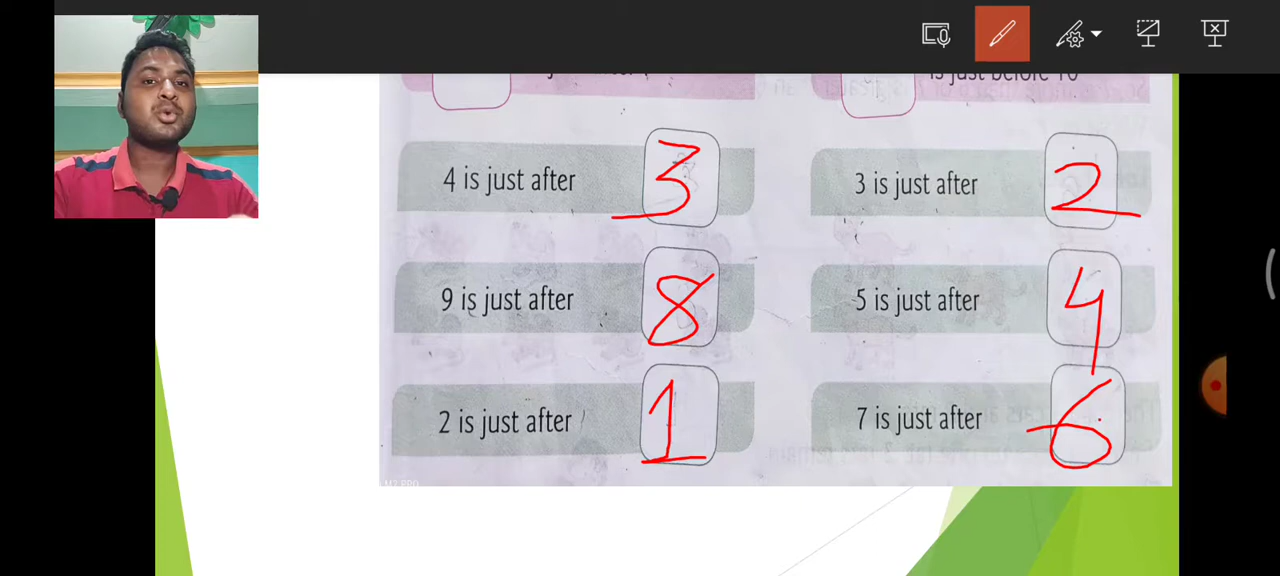 is just before 10
4 is just after 3
3 is just after 2
9 is just after 8
5 is just after 4
2 is just after 1
7 is just after 6